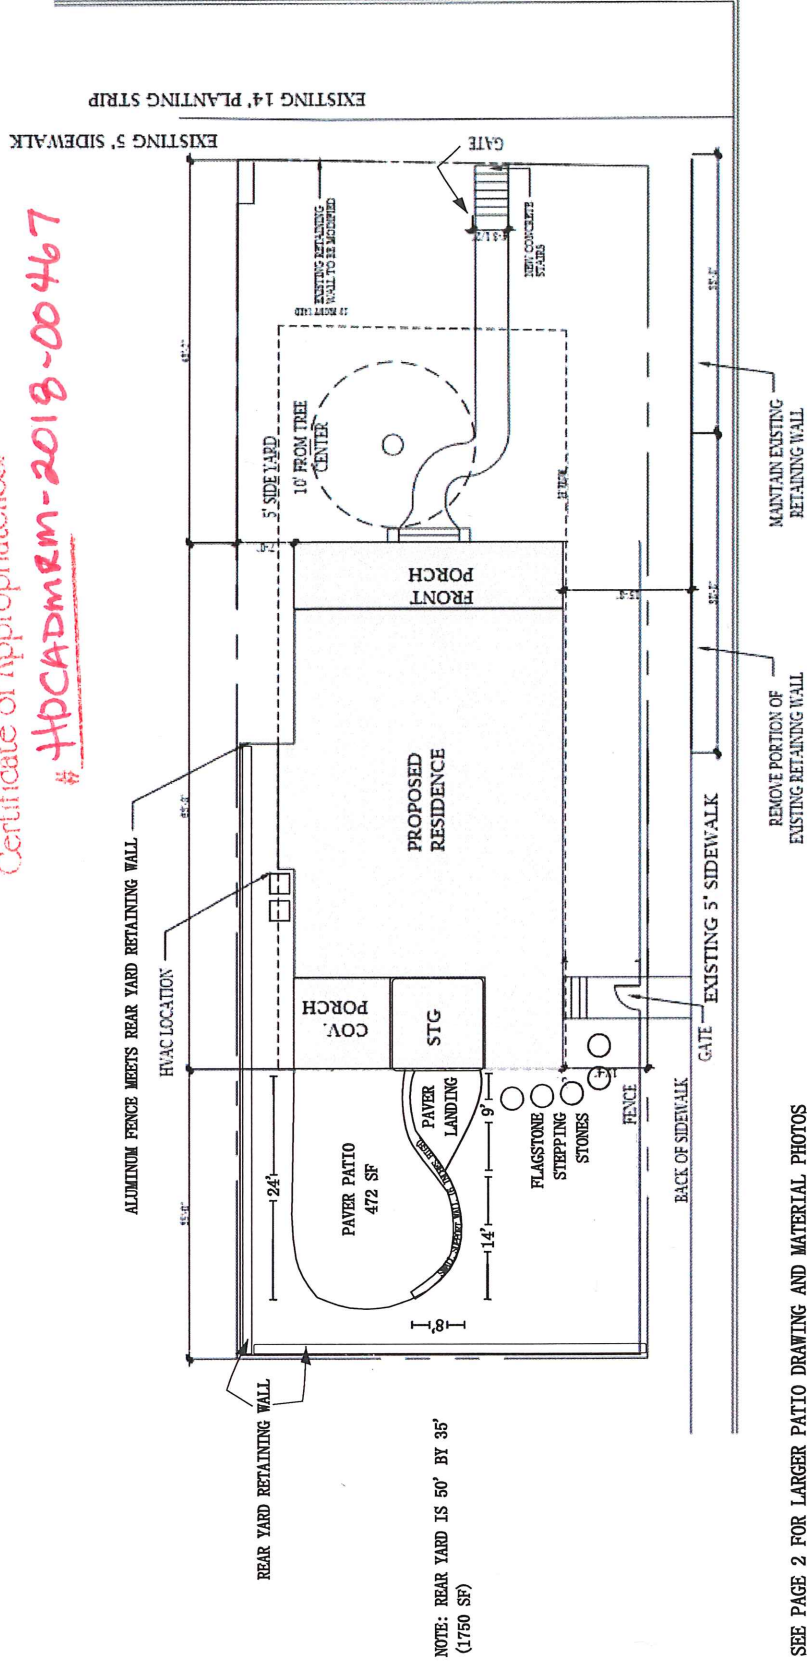 Certificate of Appropriateness
# HDCADMRM-2018-00467
EXISTING 14' PLANTING STRIP
EXISTING 5' SIDEWALK
GATE
EXISTING RETAINING
WALL TO BE MODIFIED
NEW CONCRETE
STAIRS
5' SIDE YARD
10' FROM TREE
CENTER
MAINTAIN EXISTING
RETAINING WALL
REMOVE PORTION OF
EXISTING RETAINING WALL
FRONT
PORCH
PROPOSED
RESIDENCE
ALUMINUM FENCE MEETS REAR YARD RETAINING WALL
HVAC LOCATION
COV.
PORCH
STG
EXISTING 5' SIDEWALK
GATE
FENCE
BACK OF SIDEWALK
24'
PAVER PATIO
472 SF
PAVER
LANDING
9'
14'
8'
FLAGSTONE
STEPPING
STONES
REAR YARD RETAINING WALL
NOTE: REAR YARD IS 50' BY 35'
(1750 SF)
SEE PAGE 2 FOR LARGER PATIO DRAWING AND MATERIAL PHOTOS